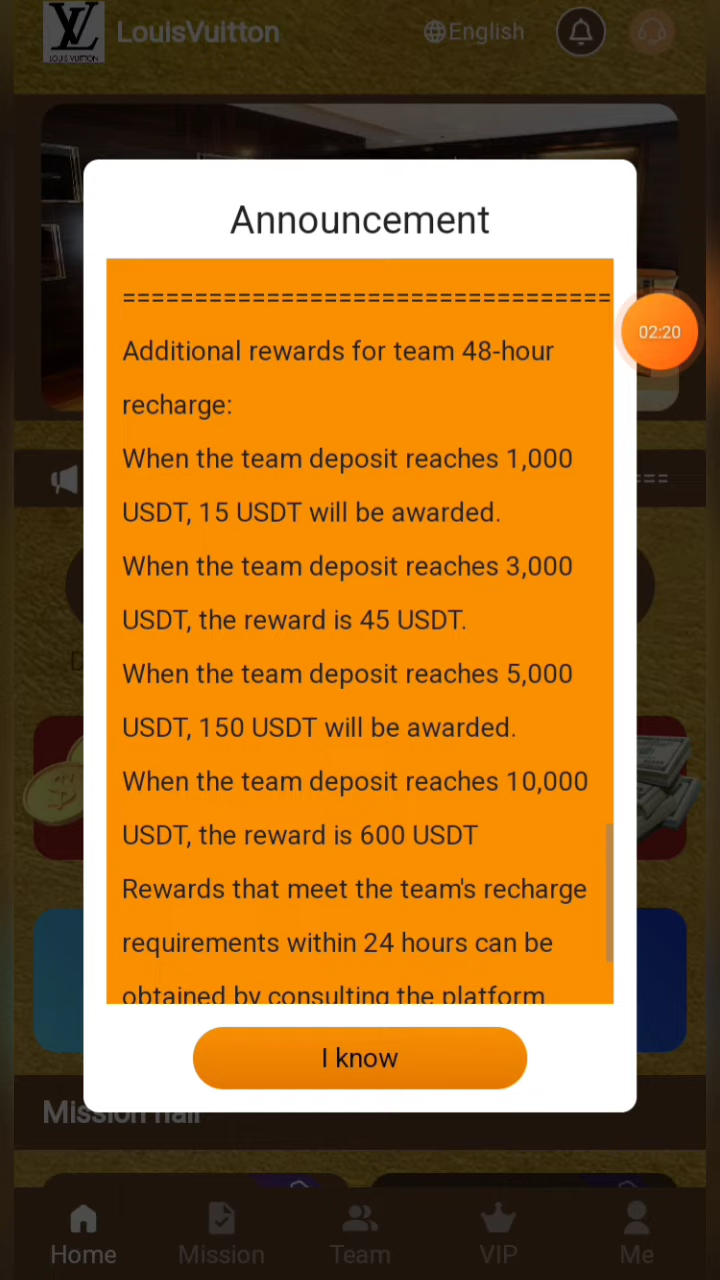 LOUIS VUITTON
LouisVuitton
English
Announcement
==================================
Additional rewards for team 48-hour
recharge:
When the team deposit reaches 1,000
USDT, 15 USDT will be awarded.
When the team deposit reaches 3,000
USDT, the reward is 45 USDT.
When the team deposit reaches 5,000
USDT, 150 USDT will be awarded.
When the team deposit reaches 10,000
USDT, the reward is 600 USDT
Rewards that meet the team's recharge
requirements within 24 hours can be
obtained by consulting the platform
02:20
===
I know
Mission hall
Home
Mission
Team
VIP
Me